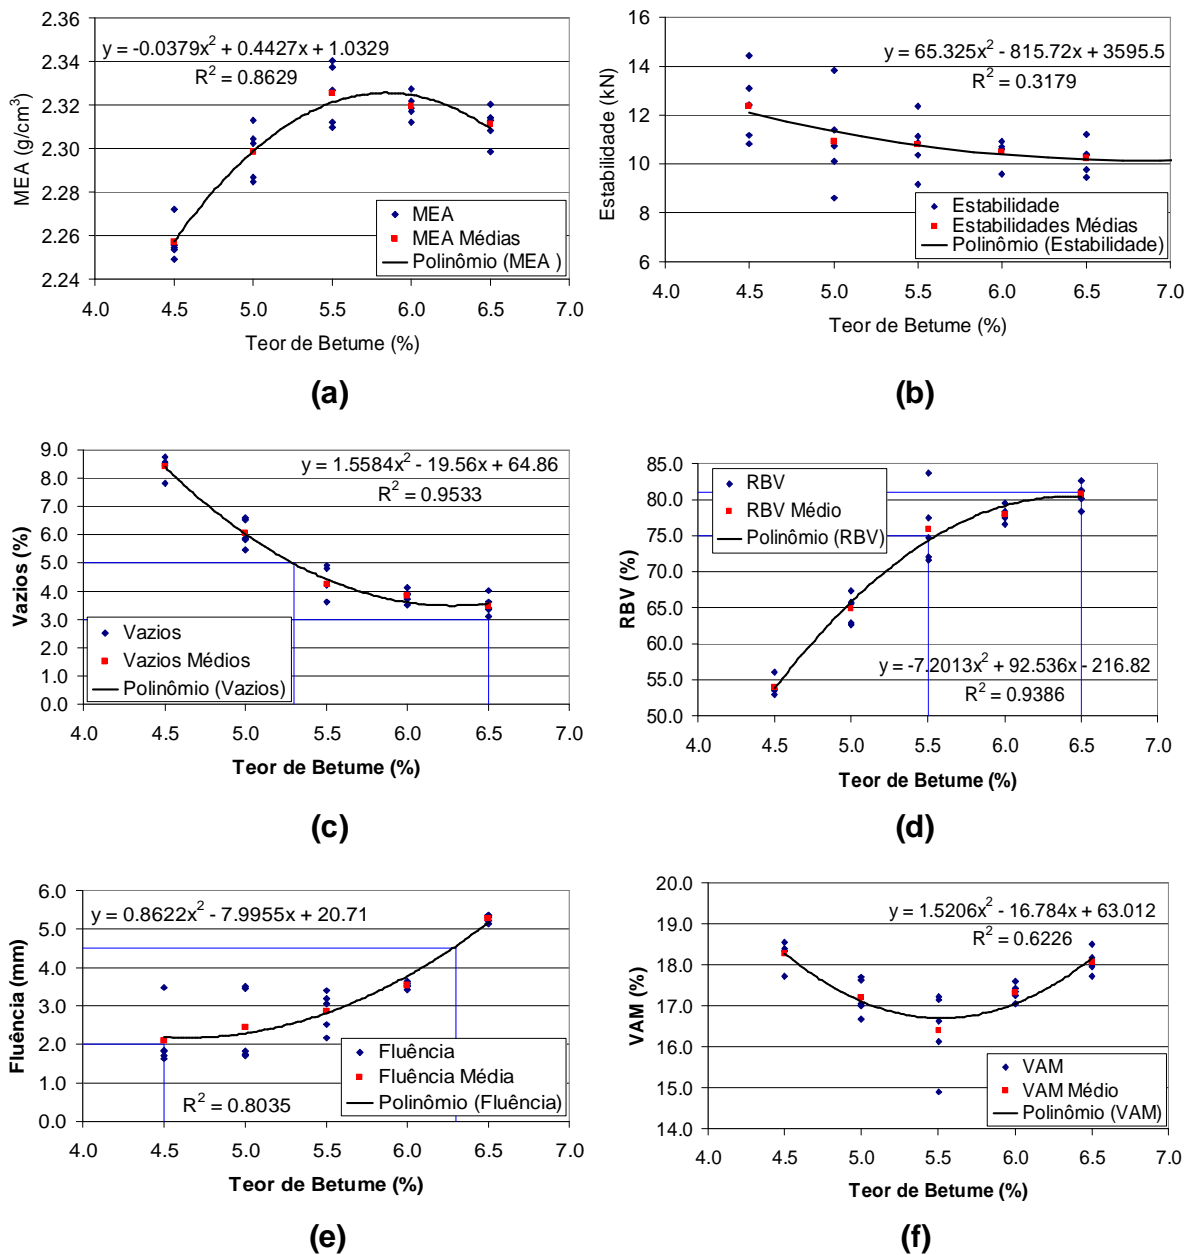 2.36
2.34
2.32
2.30
2.28
2.26
2.24
MEA (g/cm³)
y = -0.0379x² + 0.4427x + 1.0329
R² = 0.8629
MEA
MEA Médias
Polinômio (MEA )
4.0 4.5 5.0 5.5 6.0 6.5 7.0
Teor de Betume (%)
(a)
16
14
12
10
8
6
Estabilidade (kN)
y = 65.325x² - 815.72x + 3595.5
R² = 0.3179
Estabilidade
Estabilidades Médias
Polinômio (Estabilidade)
4.0 4.5 5.0 5.5 6.0 6.5 7.0
Teor de Betume (%)
(b)
9.0
8.0
7.0
6.0
5.0
4.0
3.0
2.0
1.0
0.0
Vazios (%)
y = 1.5584x² - 19.56x + 64.86
R² = 0.9533
Vazios
Vazios Médios
Polinômio (Vazios)
4.0 4.5 5.0 5.5 6.0 6.5 7.0
Teor de Betume (%)
(c)
85.0
80.0
75.0
70.0
65.0
60.0
55.0
50.0
RBV (%)
RBV
RBV Médio
Polinômio (RBV)
y = -7.2013x² + 92.536x - 216.82
R² = 0.9386
4.0 4.5 5.0 5.5 6.0 6.5 7.0
Teor de Betume (%)
(d)
6.0
5.0
4.0
3.0
2.0
1.0
0.0
Fluência (mm)
y = 0.8622x² - 7.9955x + 20.71
R² = 0.8035
Fluência
Fluência Média
Polinômio (Fluência)
4.0 4.5 5.0 5.5 6.0 6.5 7.0
Teor de Betume (%)
(e)
20.0
19.0
18.0
17.0
16.0
15.0
14.0
VAM (%)
y = 1.5206x² - 16.784x + 63.012
R² = 0.6226
VAM
VAM Médio
Polinômio (VAM)
4.0 4.5 5.0 5.5 6.0 6.5 7.0
Teor de Betume (%)
(f)